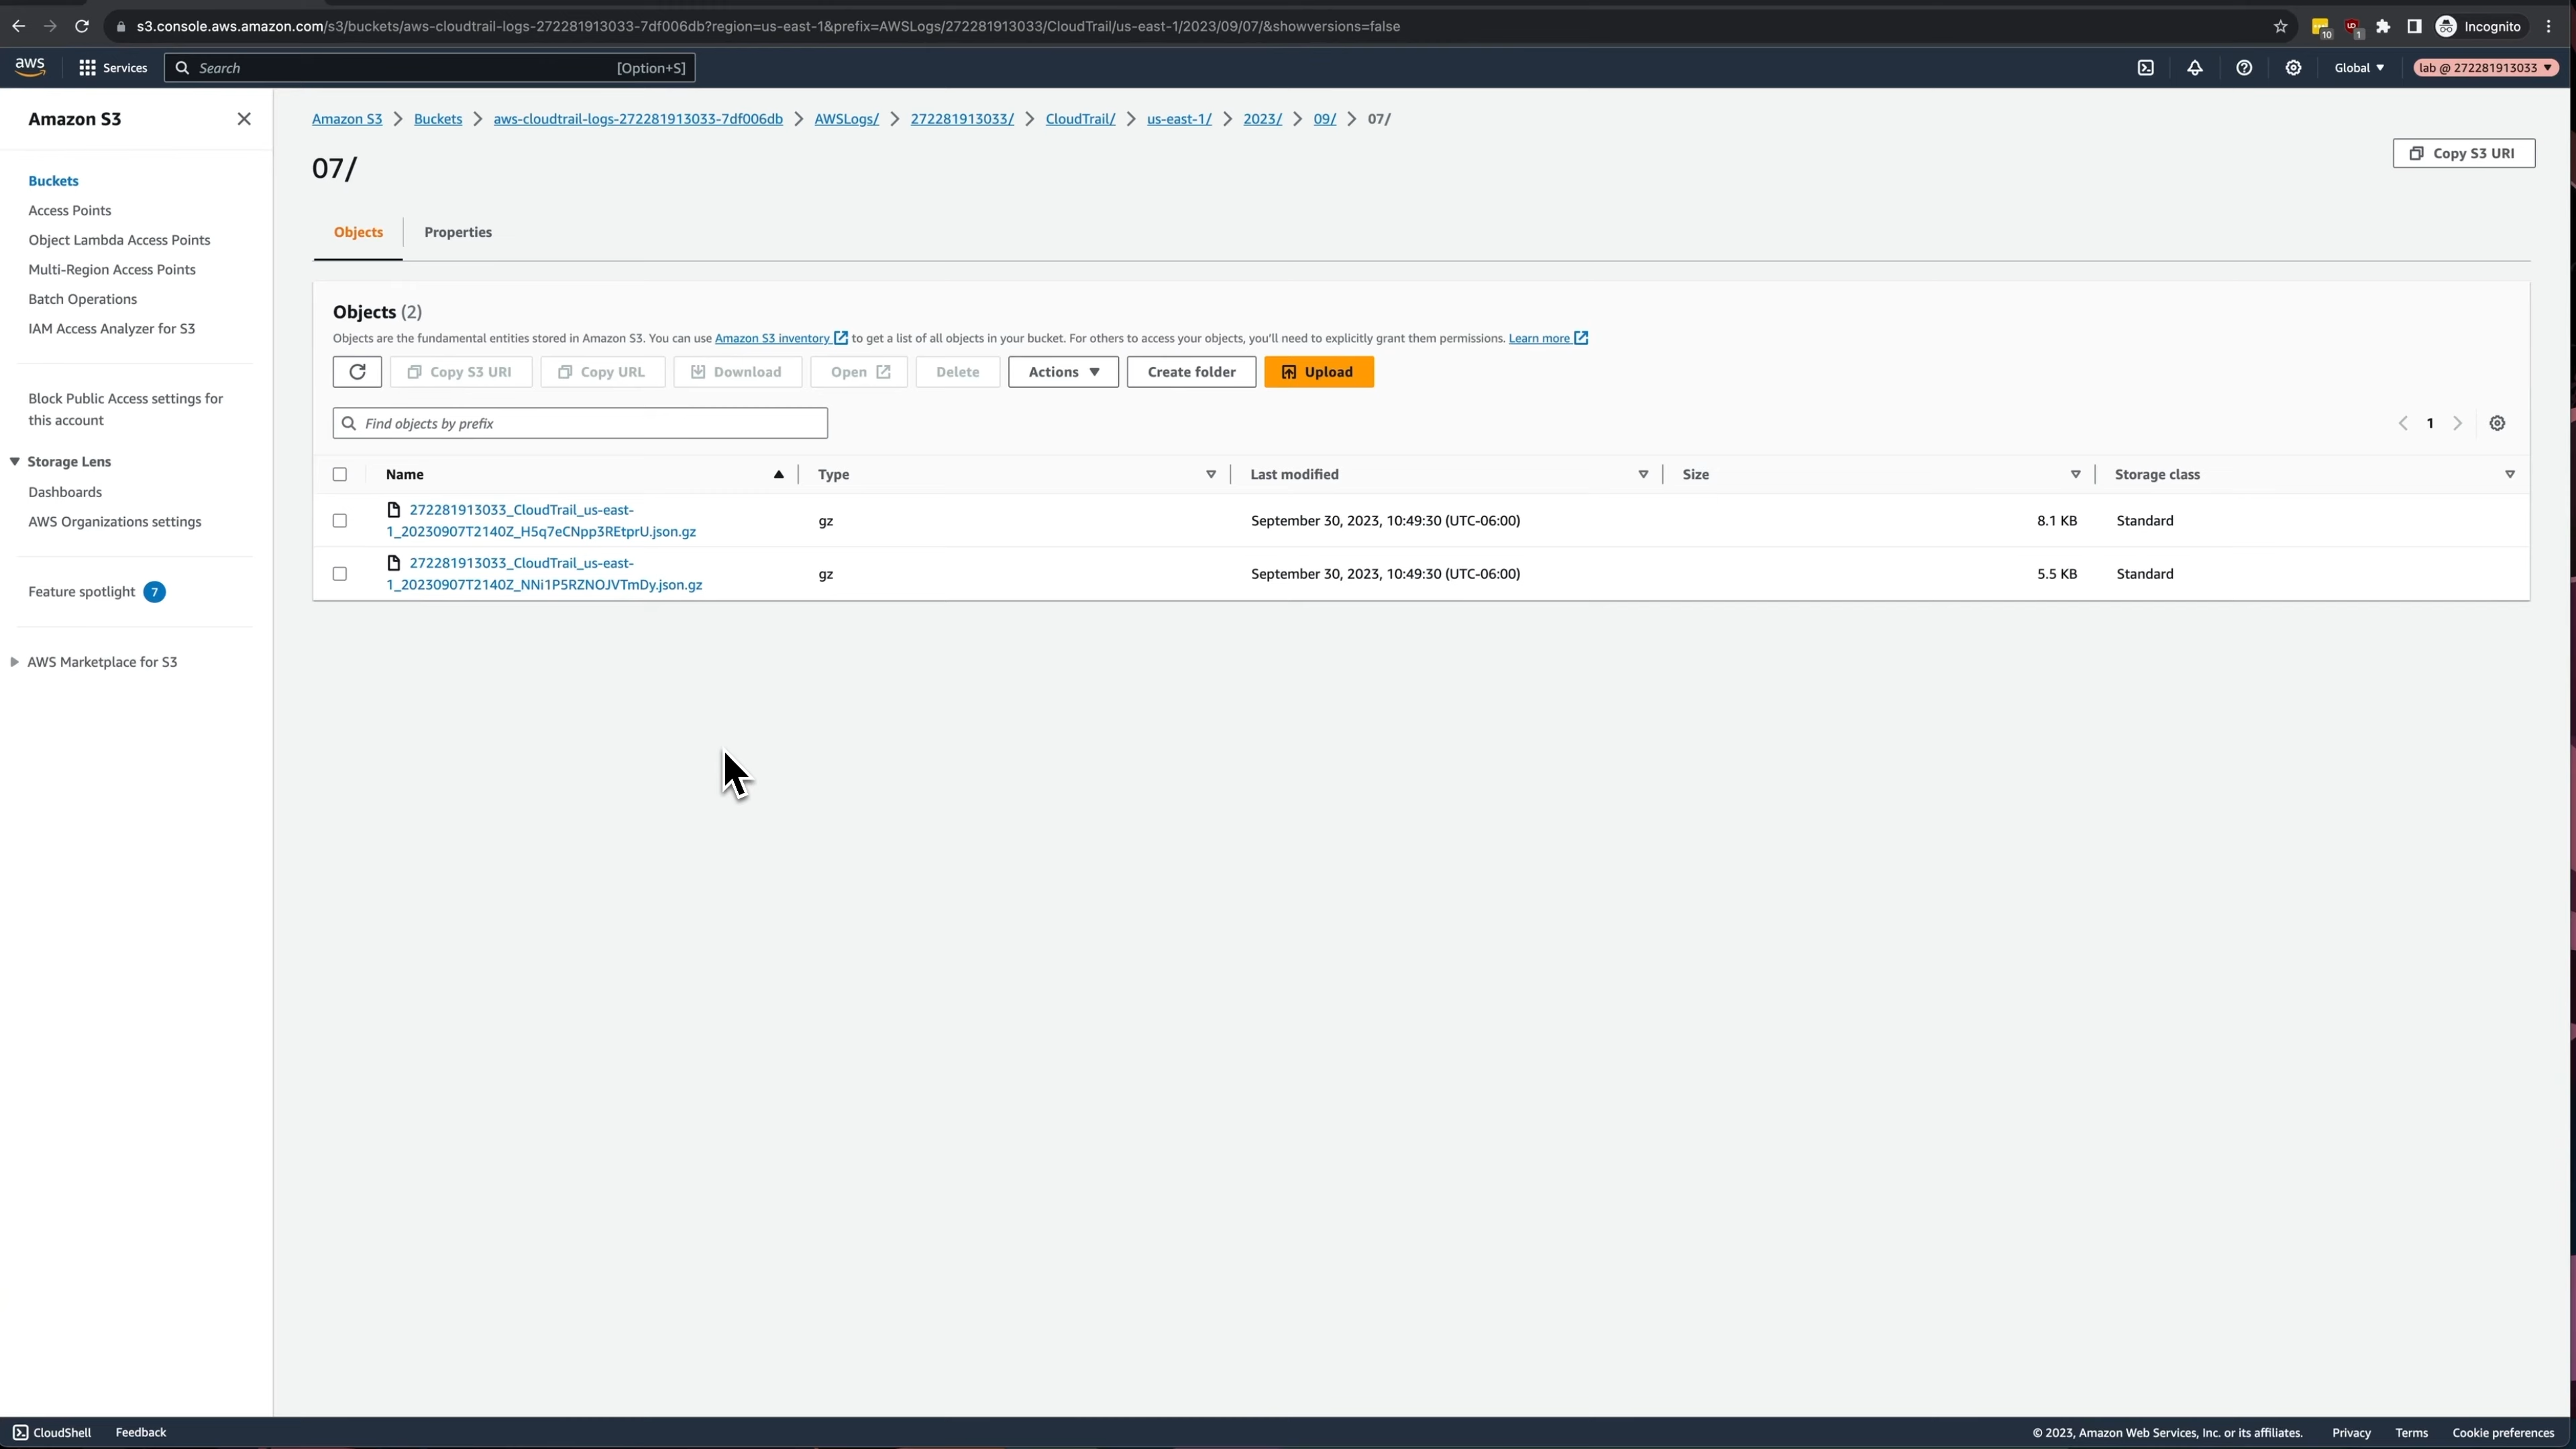 s3.console.aws.amazon.com/s3/buckets/aws-cloudtrail-logs-272281913033-7df006db?region=us-east-1&prefix=AWSLogs/272281913033/CloudTrail/us-east-1/2023/09/07/&showversions=false
10
1
Incognito
aws
Services
Search
[Option+S]
Global
lab @ 272281913033
Amazon S3
Buckets
Access Points
Object Lambda Access Points
Multi-Region Access Points
Batch Operations
IAM Access Analyzer for S3
Block Public Access settings for
this account
Storage Lens
Dashboards
AWS Organizations settings
Feature spotlight 7
AWS Marketplace for S3
Amazon S3 > Buckets > aws-cloudtrail-logs-272281913033-7df006db > AWSLogs/ > 272281913033/ > CloudTrail/ > us-east-1/ > 2023/ > 09/ > 07/
07/
Copy S3 URI
Objects
Properties
Objects (2)
Objects are the fundamental entities stored in Amazon S3. You can use Amazon S3 inventory to get a list of all objects in your bucket. For others to access your objects, you'll need to explicitly grant them permissions. Learn more
Copy S3 URI
Copy URL
Download
Open
Delete
Actions
Create folder
Upload
Find objects by prefix
1
Name
Type
Last modified
Size
Storage class
272281913033_CloudTrail_us-east-
1_20230907T2140Z_H5q7eCNpp3REtprU.json.gz
gz
September 30, 2023, 10:49:30 (UTC-06:00)
8.1 KB
Standard
272281913033_CloudTrail_us-east-
1_20230907T2140Z_NNi1P5RZNOJVTmDy.json.gz
gz
September 30, 2023, 10:49:30 (UTC-06:00)
5.5 KB
Standard
CloudShell
Feedback
© 2023, Amazon Web Services, Inc. or its affiliates.
Privacy
Terms
Cookie preferences